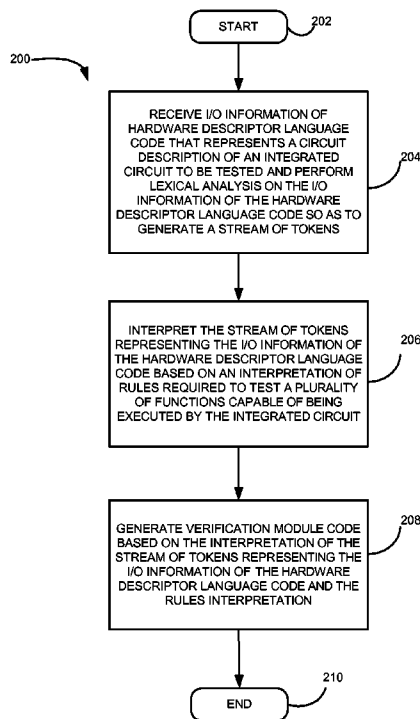 START
202
200
RECEIVE I/O INFORMATION OF
HARDWARE DESCRIPTOR LANGUAGE
CODE THAT REPRESENTS A CIRCUIT
DESCRIPTION OF AN INTEGRATED
CIRCUIT TO BE TESTED AND PERFORM
LEXICAL ANALYSIS ON THE I/O
INFORMATION OF THE HARDWARE
DESCRIPTOR LANGUAGE CODE SO AS TO
GENERATE A STREAM OF TOKENS
204
INTERPRET THE STREAM OF TOKENS
REPRESENTING THE I/O INFORMATION OF
THE HARDWARE DESCRIPTOR LANGUAGE
CODE BASED ON AN INTERPRETATION OF
RULES REQUIRED TO TEST A PLURALITY
OF FUNCTIONS CAPABLE OF BEING
EXECUTED BY THE INTEGRATED CIRCUIT
206
GENERATE VERIFICATION MODULE CODE
BASED ON THE INTERPRETATION OF THE
STREAM OF TOKENS REPRESENTING THE
I/O INFORMATION OF THE HARDWARE
DESCRIPTOR LANGUAGE CODE AND THE
RULES INTERPRETATION
208
END
210